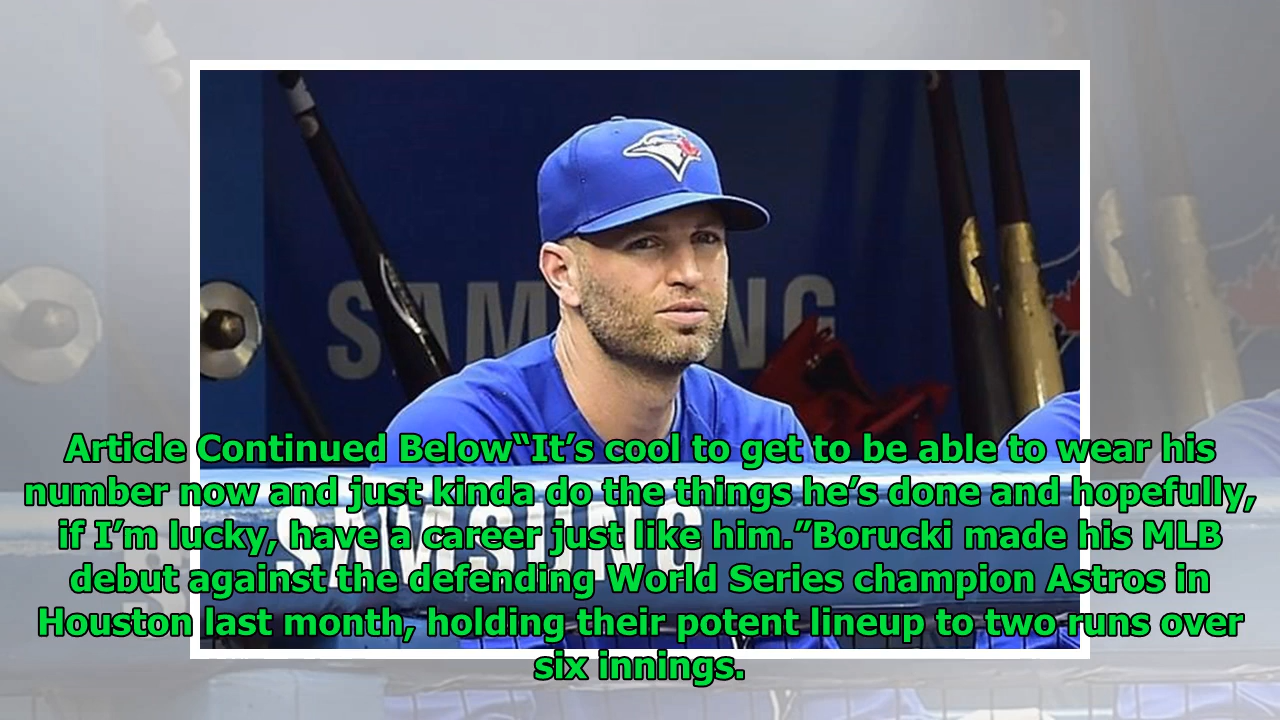 SAMSUNG
Article Continued Below“It’s cool to get to be able to wear his
number now and just kinda do the things he’s done and hopefully,
if I’m lucky, have a career just like him.”Borucki made his MLB
debut against the defending World Series champion Astros in
Houston last month, holding their potent lineup to two runs over
six innings.
SAMSUNG